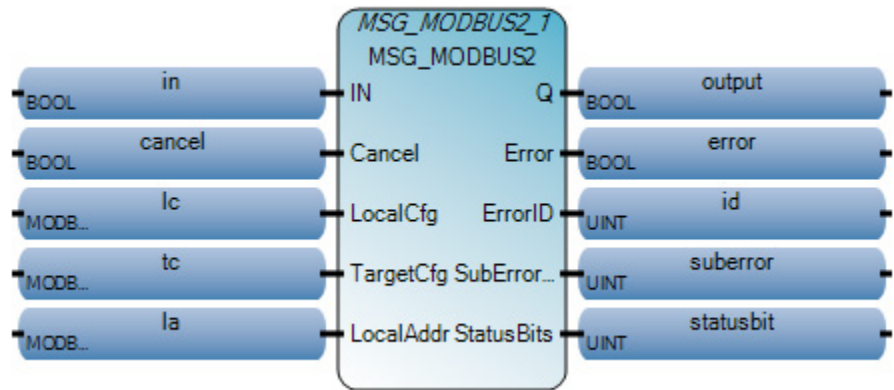 MSG_MODBUS2_1
MSG_MODBUS2
in
BOOL
IN
Q
output
BOOL
cancel
BOOL
Cancel
Error
error
BOOL
lc
MODB...
LocalCfg
ErrorID
id
UINT
tc
MODB...
TargetCfg
SubError...
suberror
UINT
la
MODB...
LocalAddr
StatusBits
statusbit
UINT